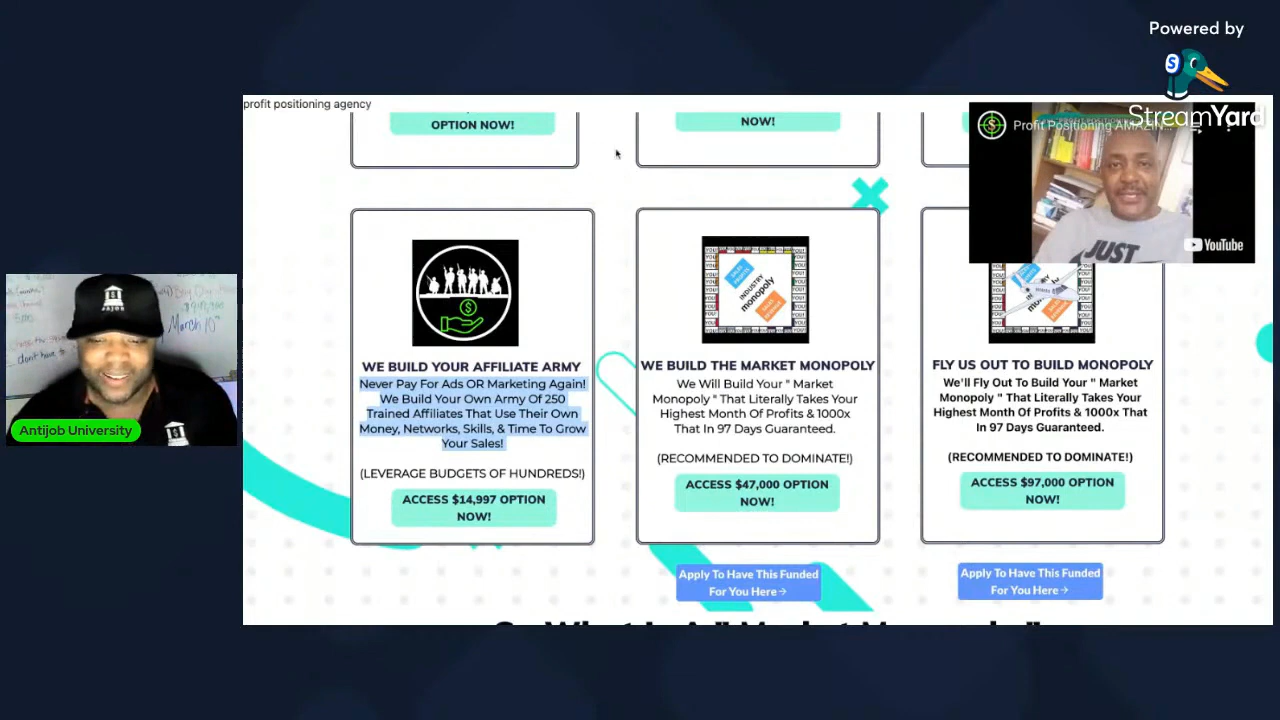 Powered by
StreamYard
profit positioning agency
Profit Positioning AMAZIN...
YouTube
JUST
OPTION NOW!
NOW!
WE BUILD YOUR AFFILIATE ARMY
Never Pay For Ads OR Marketing Again!
We Build Your Own Army Of 250
Trained Affiliates That Use Their Own
Money, Networks, Skills, & Time To Grow
Your Sales!
(LEVERAGE BUDGETS OF HUNDREDS!)
ACCESS $14,997 OPTION
NOW!
INDUSTRY
monopoly
WE BUILD THE MARKET MONOPOLY
We Will Build Your " Market
Monopoly " That Literally Takes Your
Highest Month Of Profits & 1000x
That In 97 Days Guaranteed.
(RECOMMENDED TO DOMINATE!)
ACCESS $47,000 OPTION
NOW!
Apply To Have This Funded
For You Here→
FLY US OUT TO BUILD MONOPOLY
We'll Fly Out To Build Your " Market
Monopoly " That Literally Takes Your
Highest Month Of Profits & 1000x That
In 97 Days Guaranteed.
(RECOMMENDED TO DOMINATE!)
ACCESS $97,000 OPTION
NOW!
Apply To Have This Funded
For You Here→
March 10th
Antijob University